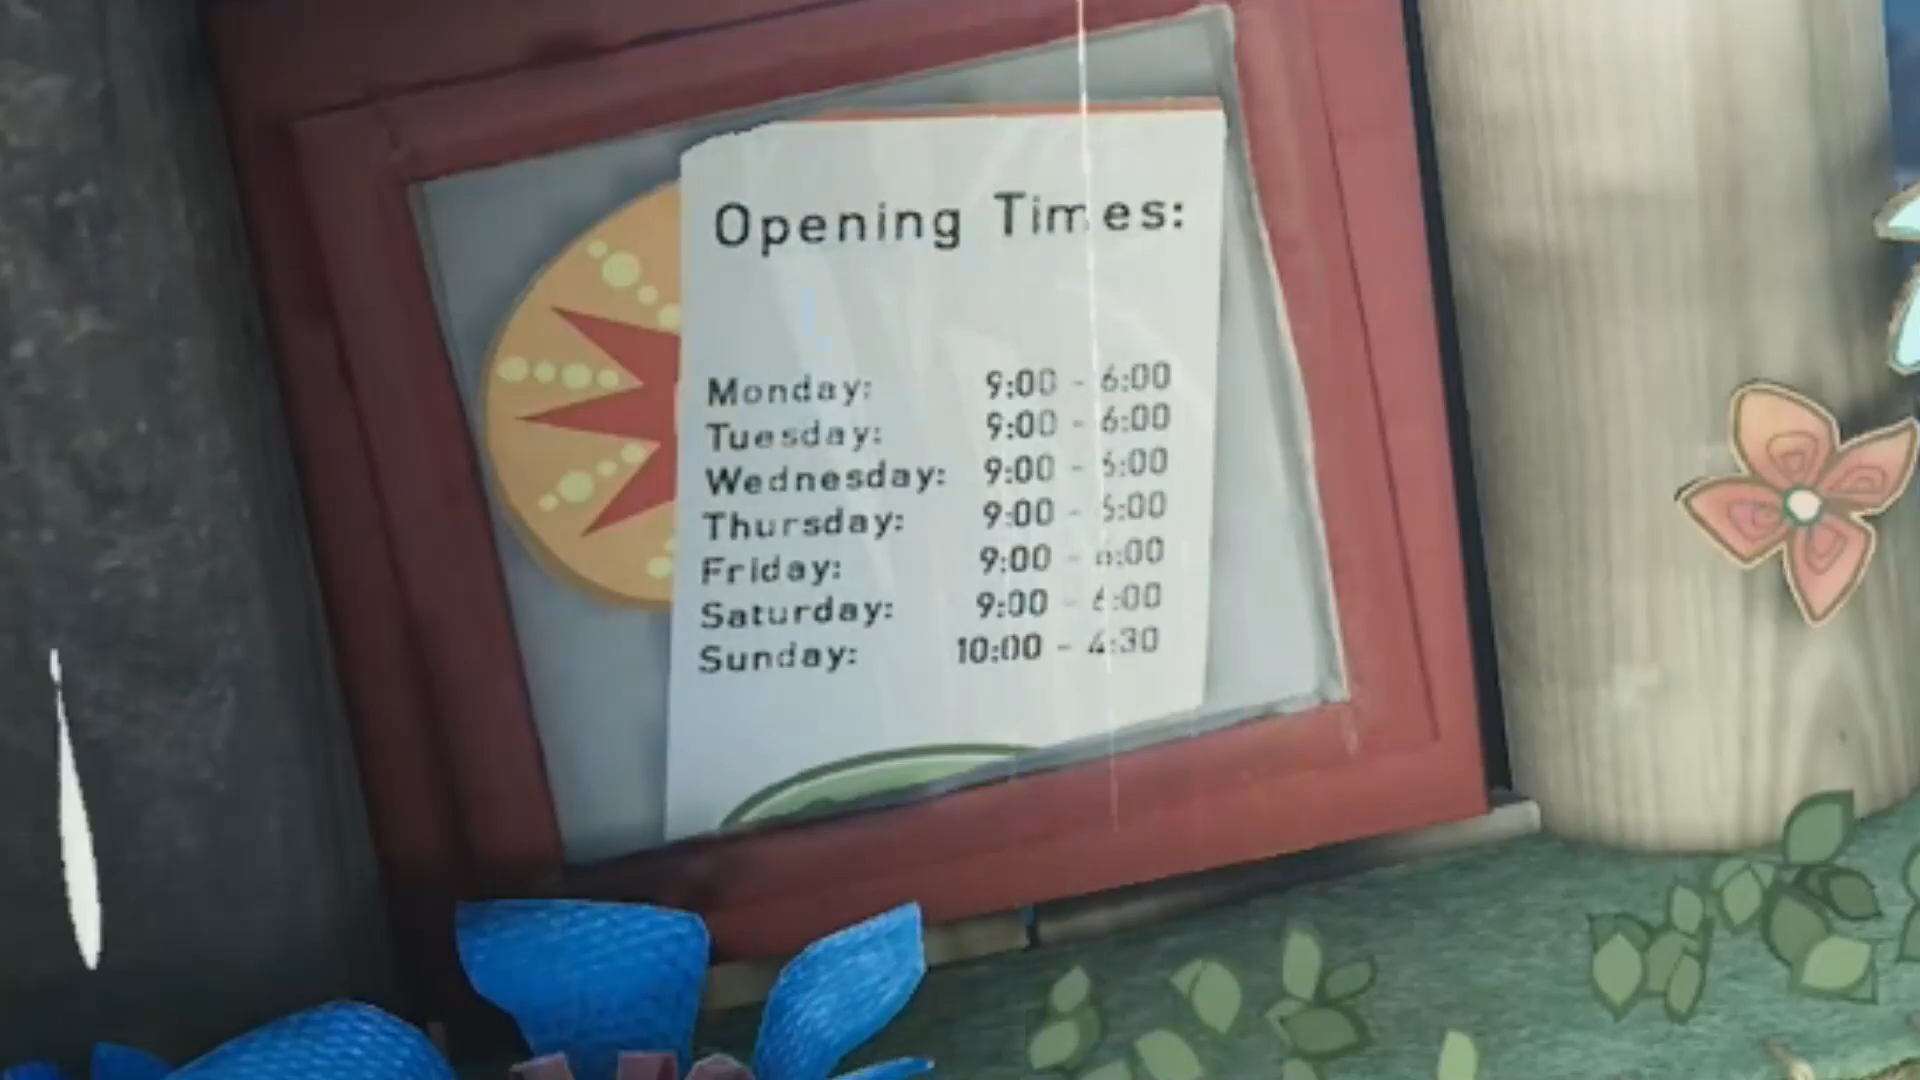 Opening Times:
Monday: 9:00 - 6:00
Tuesday: 9:00 - 6:00
Wednesday: 9:00 - 6:00
Thursday: 9:00 - 6:00
Friday: 9:00 - 6:00
Saturday: 9:00 - 6:00
Sunday: 10:00 - 4:30